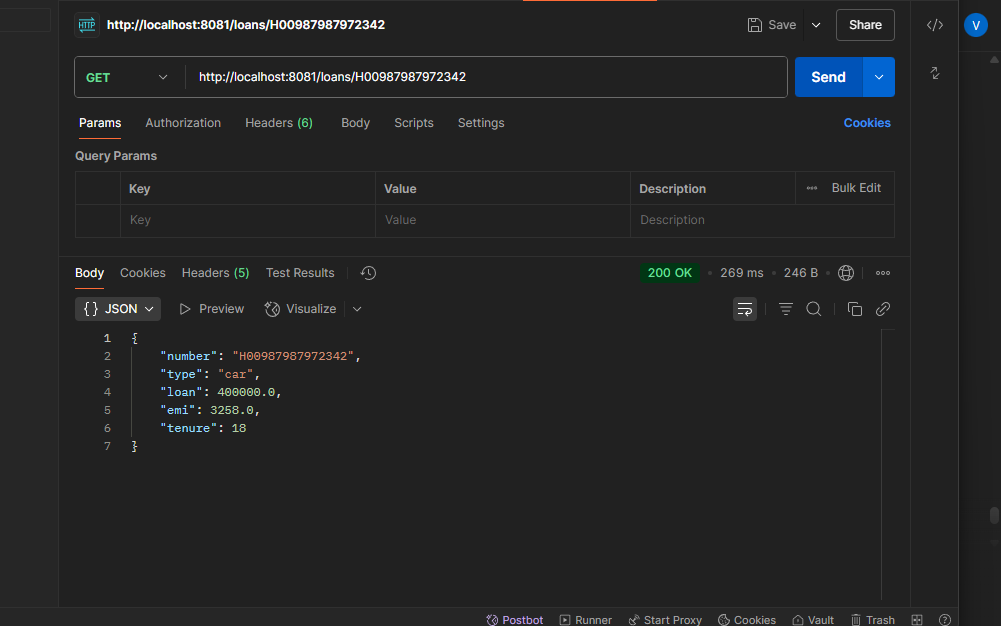 HTTP http://localhost:8081/loans/H00987987972342 Save Share </> V
GET http://localhost:8081/loans/H00987987972342 Send
Params Authorization Headers (6) Body Scripts Settings Cookies
Query Params
Key Value Description ••• Bulk Edit
Key Value Description
Body Cookies Headers (5) Test Results 200 OK • 269 ms • 246 B • •••
{ } JSON Preview Visualize
1 {
2 "number": "H00987987972342",
3 "type": "car",
4 "loan": 400000.0,
5 "emi": 3258.0,
6 "tenure": 18
7 }
Postbot Runner Start Proxy Cookies Vault Trash ?